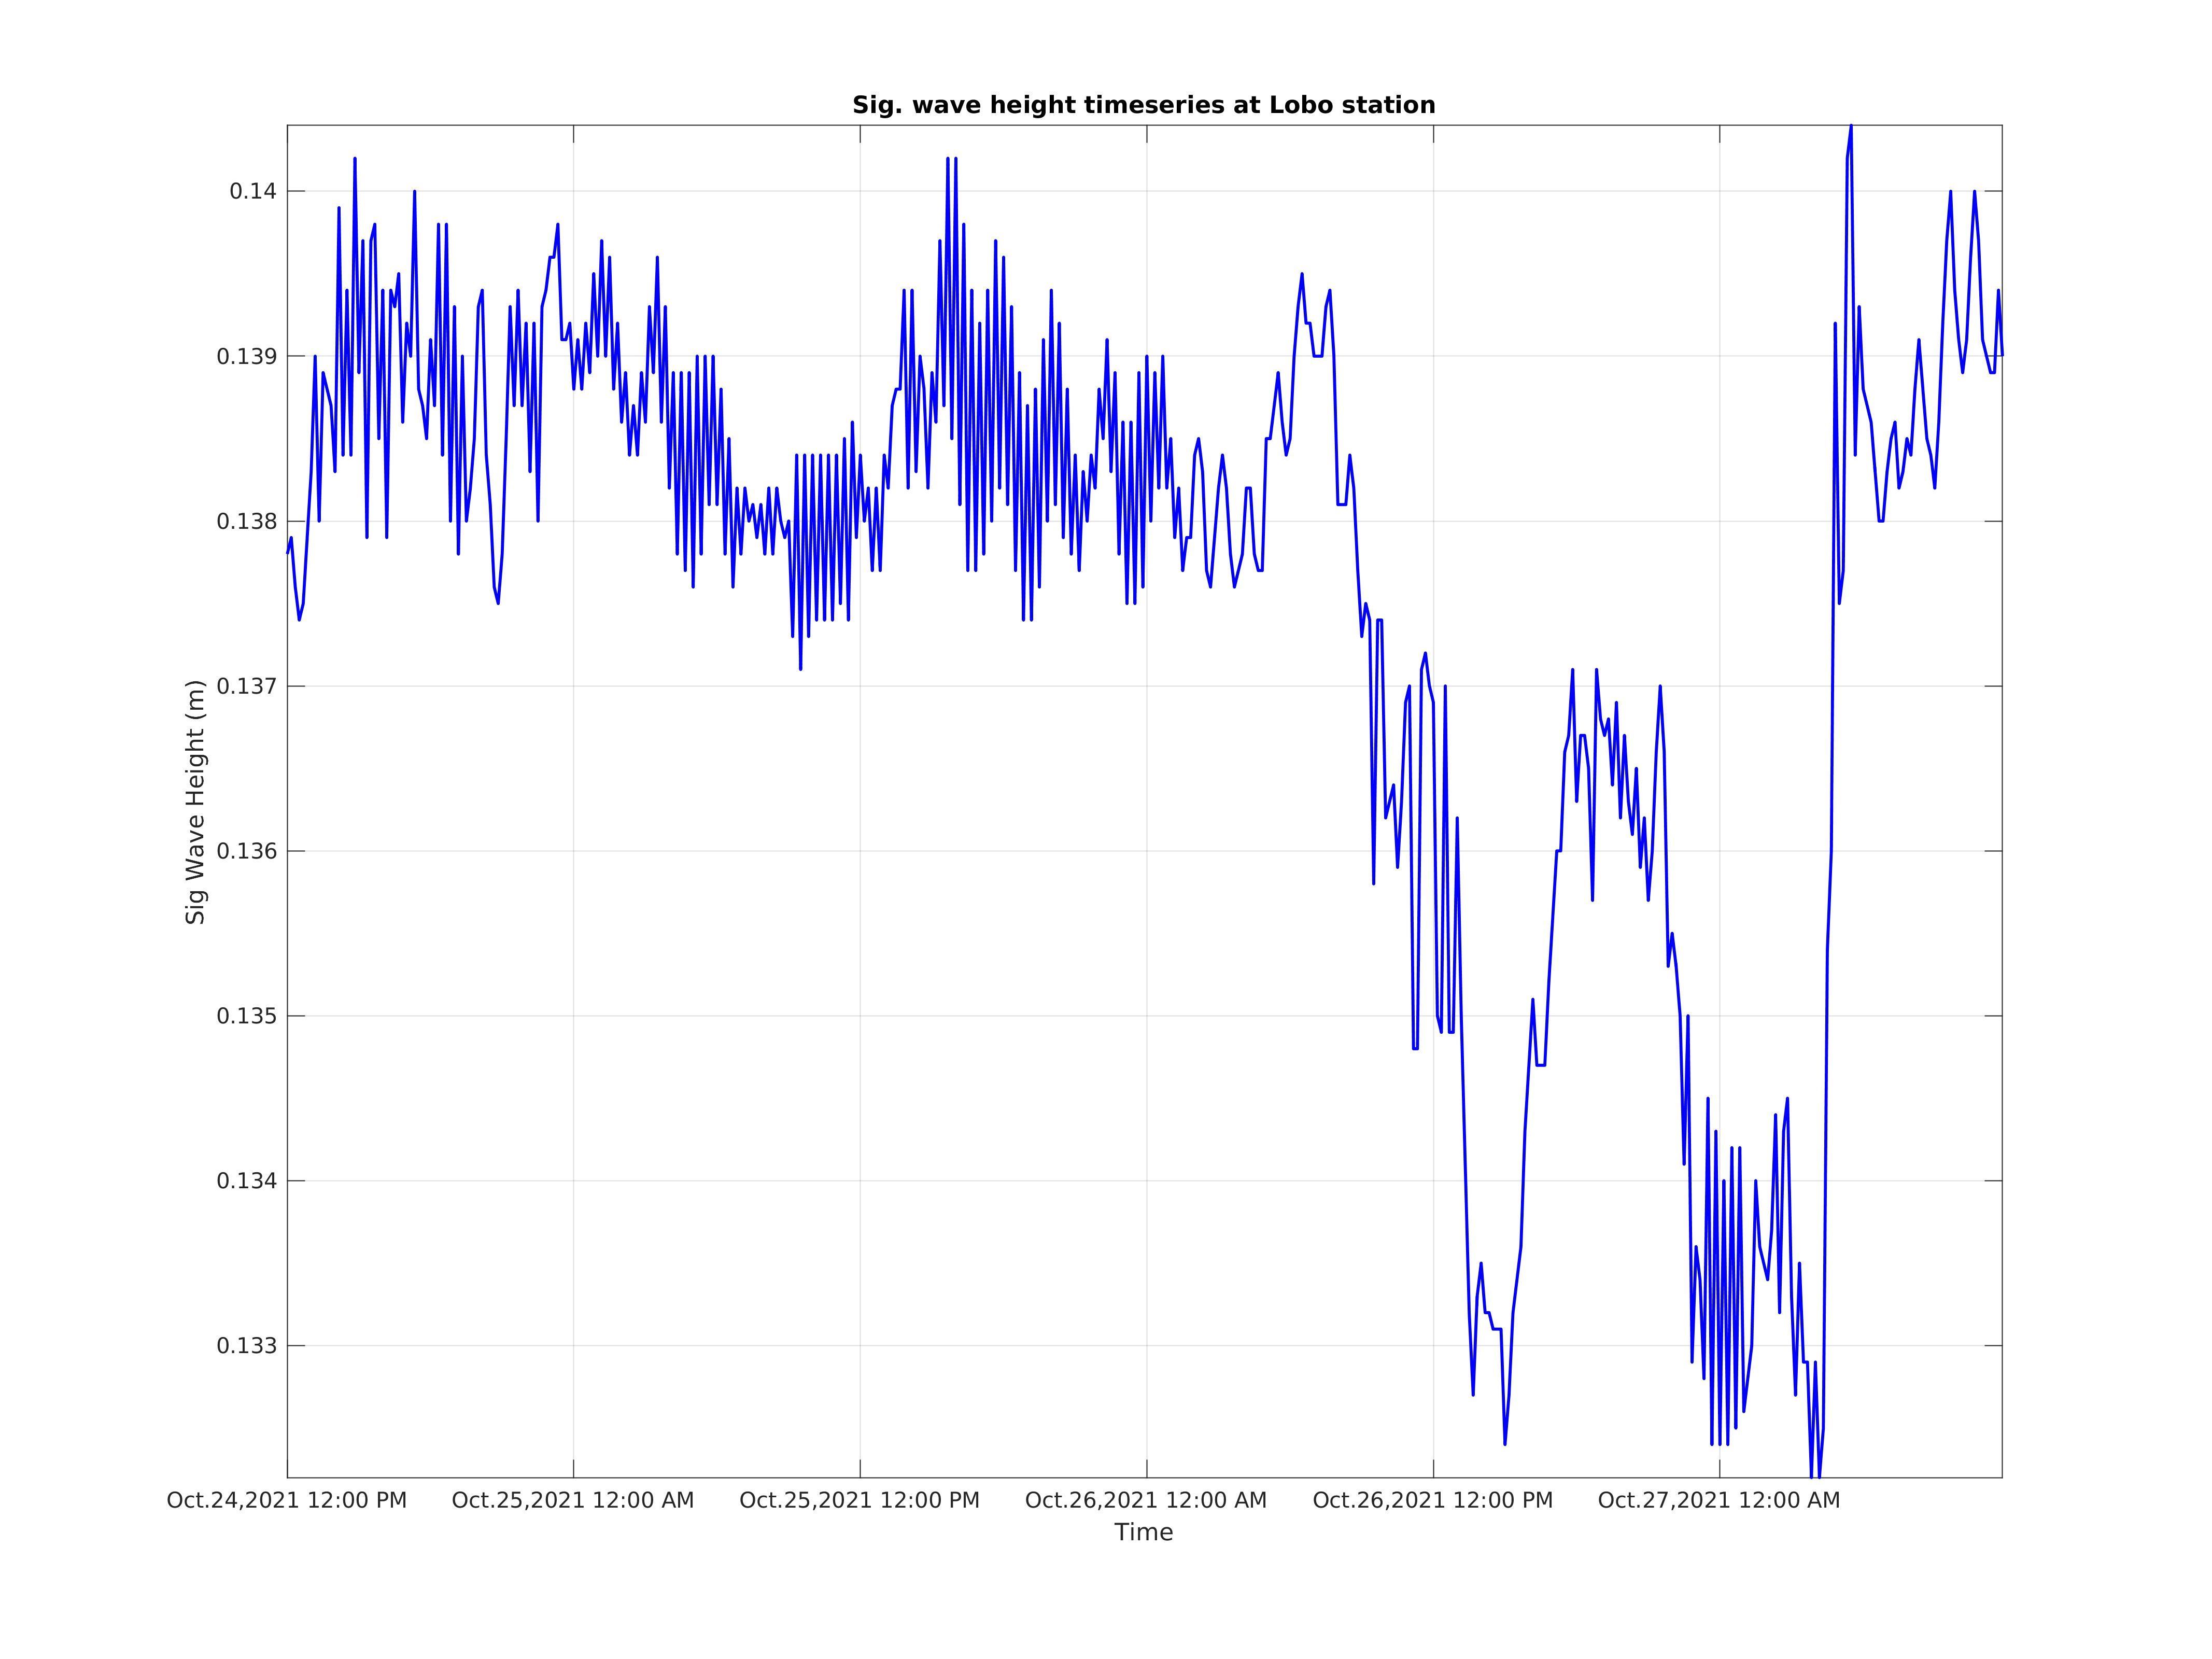 Sig. wave height timeseries at Lobo station
0.14
0.139
0.138
0.137
0.136
0.135
0.134
0.133
Sig Wave Height (m)
Oct.24,2021 12:00 PM Oct.25,2021 12:00 AM Oct.25,2021 12:00 PM Oct.26,2021 12:00 AM Oct.26,2021 12:00 PM Oct.27,2021 12:00 AM
Time